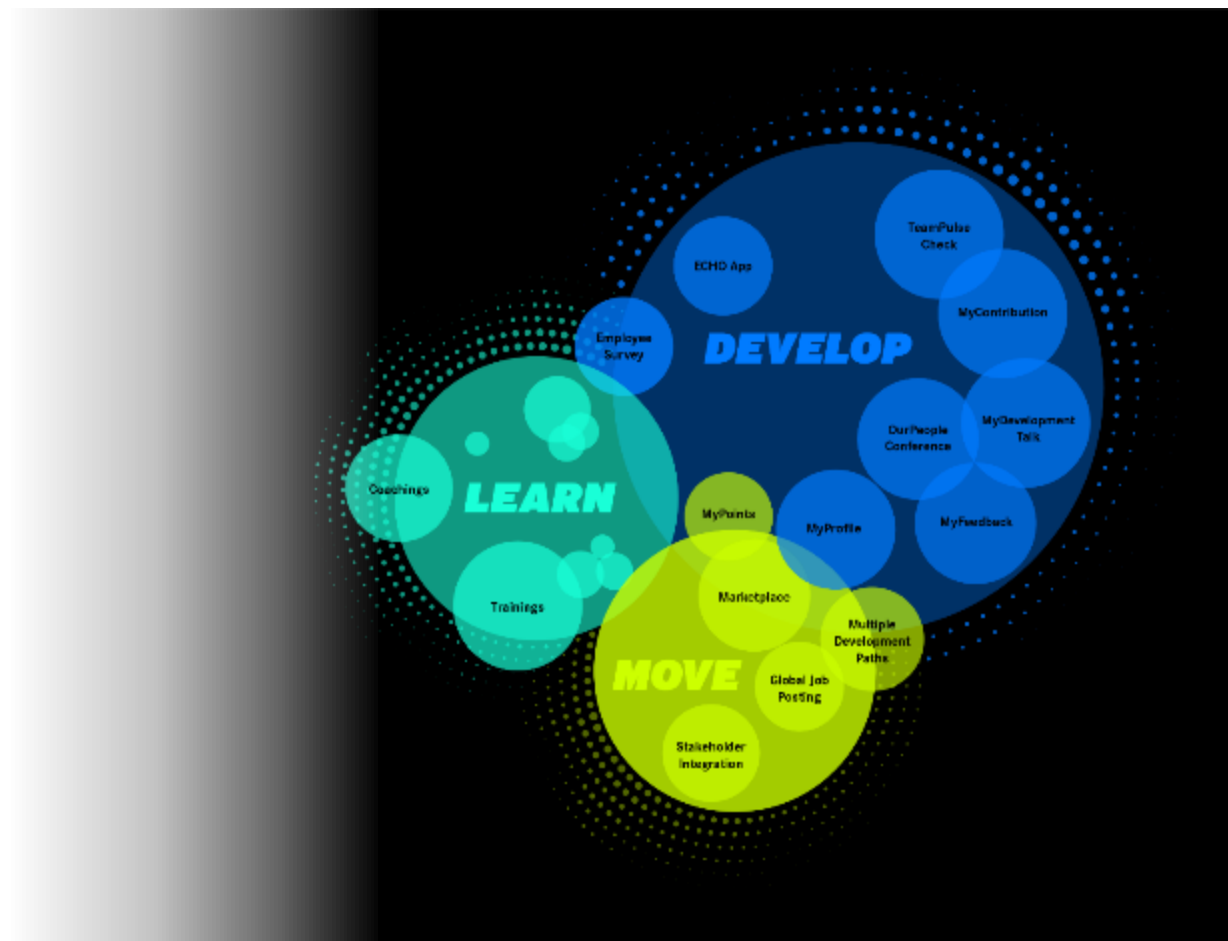 TeamPulse
Check
ECHO App
MyContribution
Employee
Survey
DEVELOP
MyDevelopment
Talk
OurPeople
Conference
Coachings
LEARN
MyPoints
MyProfile
MyFeedback
Marketplace
Trainings
Multiple
Development
Paths
MOVE
Global Job
Posting
Stakeholder
Integration